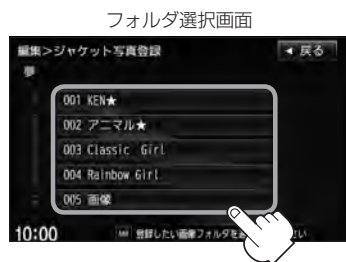 フォルダ選択画面
編集>ジャケット写真登録
◀ 戻る
001 KEN★
002 アニマル★
003 Classic Girl
004 Rainbow Girl
005 画像
10:00
登録したい画像フォルダを